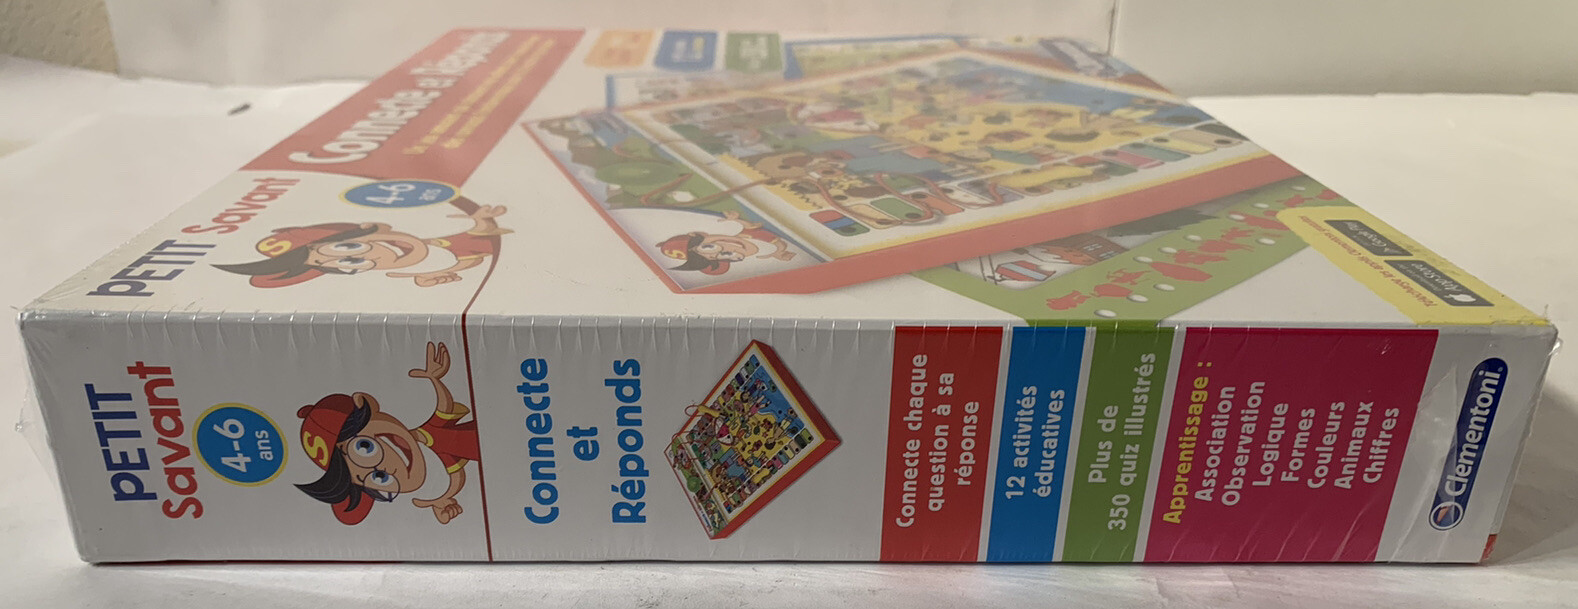 PETIT
Savant
4-6
ans
Connecte et Réponds
App Store
PETIT
Savant
4-6
ans
S
Connecte
et
Réponds
Connecte chaque
question à sa
réponse
12 activités
éducatives
Plus de
350 quiz illustrés
Apprentissage :
Association
Observation
Logique
Formes
Couleurs
Animaux
Chiffres
Clementoni®